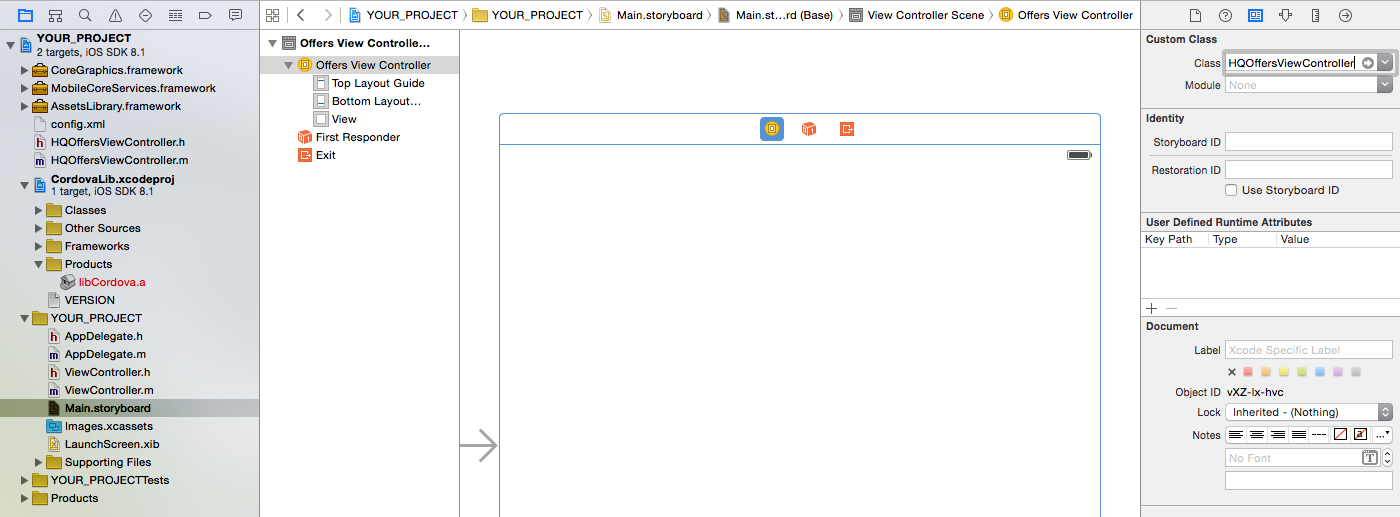 YOUR_PROJECT
2 targets, iOS SDK 8.1
CoreGraphics.framework
MobileCoreServices.framework
AssetsLibrary.framework
config.xml
HQOffersViewController.h
HQOffersViewController.m
CordovaLib.xcodeproj
1 target, iOS SDK 8.1
Classes
Other Sources
Frameworks
Products
libCordova.a
VERSION
YOUR_PROJECT
AppDelegate.h
AppDelegate.m
ViewController.h
ViewController.m
Main.storyboard
Images.xcassets
LaunchScreen.xib
Supporting Files
YOUR_PROJECTTests
Products
YOUR_PROJECT YOUR_PROJECT Main.storyboard Main.st...rd (Base) View Controller Scene Offers View Controller
Offers View Controlle...
Offers View Controller
Top Layout Guide
Bottom Layout...
View
First Responder
Exit
Custom Class
Class HQOffersViewController
Module None
Identity
Storyboard ID
Restoration ID
Use Storyboard ID
User Defined Runtime Attributes
Key Path Type Value
Document
Label Xcode Specific Label
Object ID vXZ-lx-hvc
Lock Inherited - (Nothing)
Notes
No Font